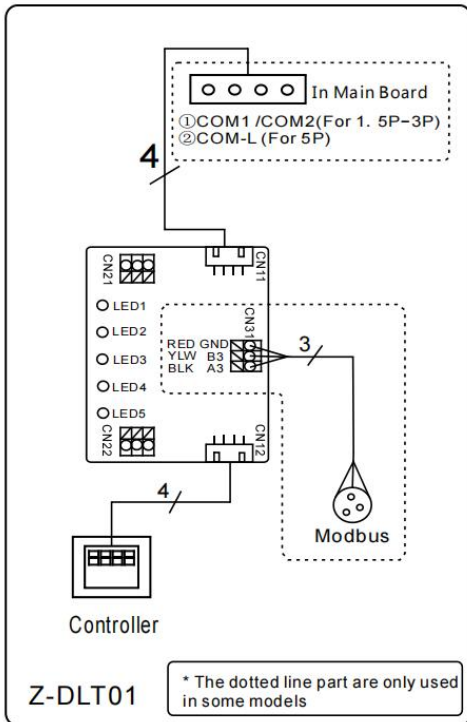 In Main Board
①COM1 /COM2(For 1. 5P-3P)
②COM-L (For 5P)
4
CN21
CN11
LED1
LED2
LED3
LED4
LED5
CN31
RED GND
YLW B3
BLK A3
3
CN22
CN12
4
Modbus
Controller
Z-DLT01
* The dotted line part are only used
in some models